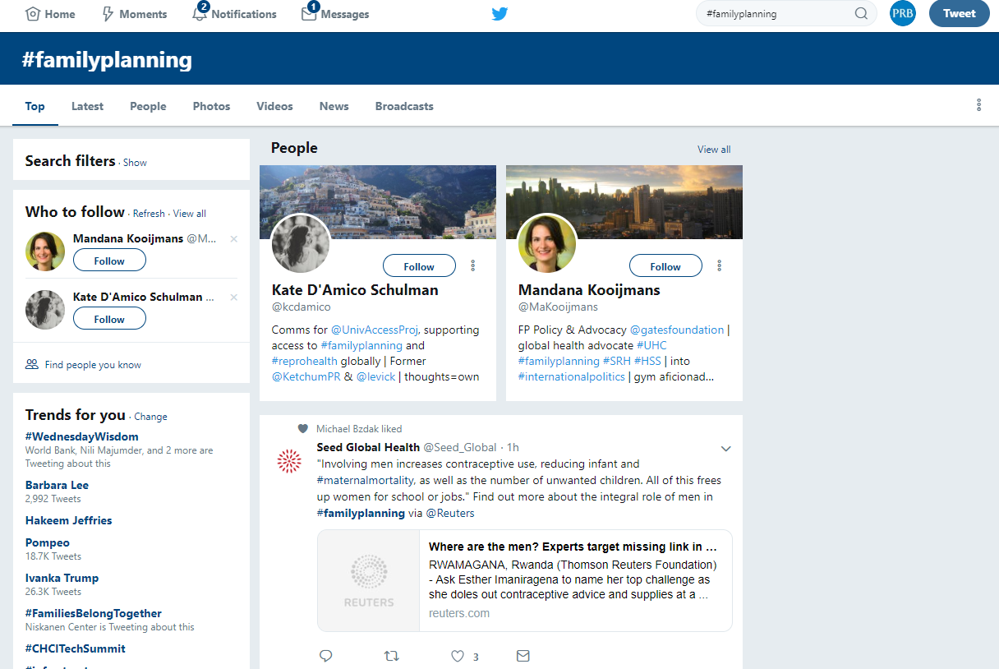 Home
Moments
2
Notifications
1
Messages
#familyplanning
PRB
Tweet
#familyplanning
Top
Latest
People
Photos
Videos
News
Broadcasts
Search filters · Show
Who to follow · Refresh · View all
Mandana Kooijmans @M...
Follow
Kate D'Amico Schulman ...
Follow
Find people you know
Trends for you · Change
#WednesdayWisdom
World Bank, Nili Majumder, and 2 more are
Tweeting about this
Barbara Lee
2,992 Tweets
Hakeem Jeffries
Pompeo
18.7K Tweets
Ivanka Trump
26.3K Tweets
#FamiliesBelongTogether
Niskanen Center is Tweeting about this
#CHCITechSummit
People
View all
Follow
Kate D'Amico Schulman
@kcdamico
Comms for @UnivAccessProj, supporting
access to #familyplanning and
#reprohealth globally | Former
@KetchumPR & @levick | thoughts=own
Follow
Mandana Kooijmans
@MaKooijmans
FP Policy & Advocacy @gatesfoundation |
global health advocate #UHC
#familyplanning #SRH #HSS | into
#internationalpolitics | gym aficionad...
Michael Bzdak liked
Seed Global Health @Seed_Global · 1h
"Involving men increases contraceptive use, reducing infant and
#maternalmortality, as well as the number of unwanted children. All of this frees
up women for school or jobs." Find out more about the integral role of men in
#familyplanning via @Reuters
REUTERS
Where are the men? Experts target missing link in ...
RWAMAGANA, Rwanda (Thomson Reuters Foundation)
- Ask Esther Imaniragena to name her top challenge as
she doles out contraceptive advice and supplies at a ...
reuters.com
3